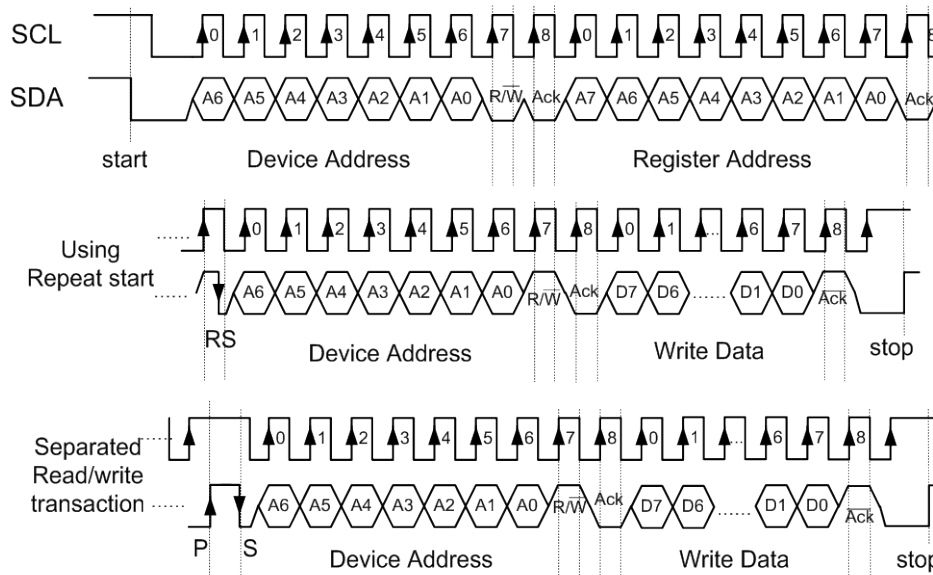 SCL 0 1 2 3 4 5 6 7 8 0 1 2 3 4 5 6 7 8
SDA A6 A5 A4 A3 A2 A1 A0 R/W̅ Ack A7 A6 A5 A4 A3 A2 A1 A0 Ack
start Device Address Register Address
0 1 2 3 4 5 6 7 8 0 1 ... 6 7 8
Using
Repeat start
A6 A5 A4 A3 A2 A1 A0 R/W̅ Ack D7 D6 ...... D1 D0 A̅c̅k̅
RS Device Address Write Data stop
0 1 2 3 4 5 6 7 8 0 1 ... 6 7 8
Separated
Read/write
transaction
A6 A5 A4 A3 A2 A1 A0 R/W̅ Ack D7 D6 ...... D1 D0 A̅c̅k̅
P S Device Address Write Data stop